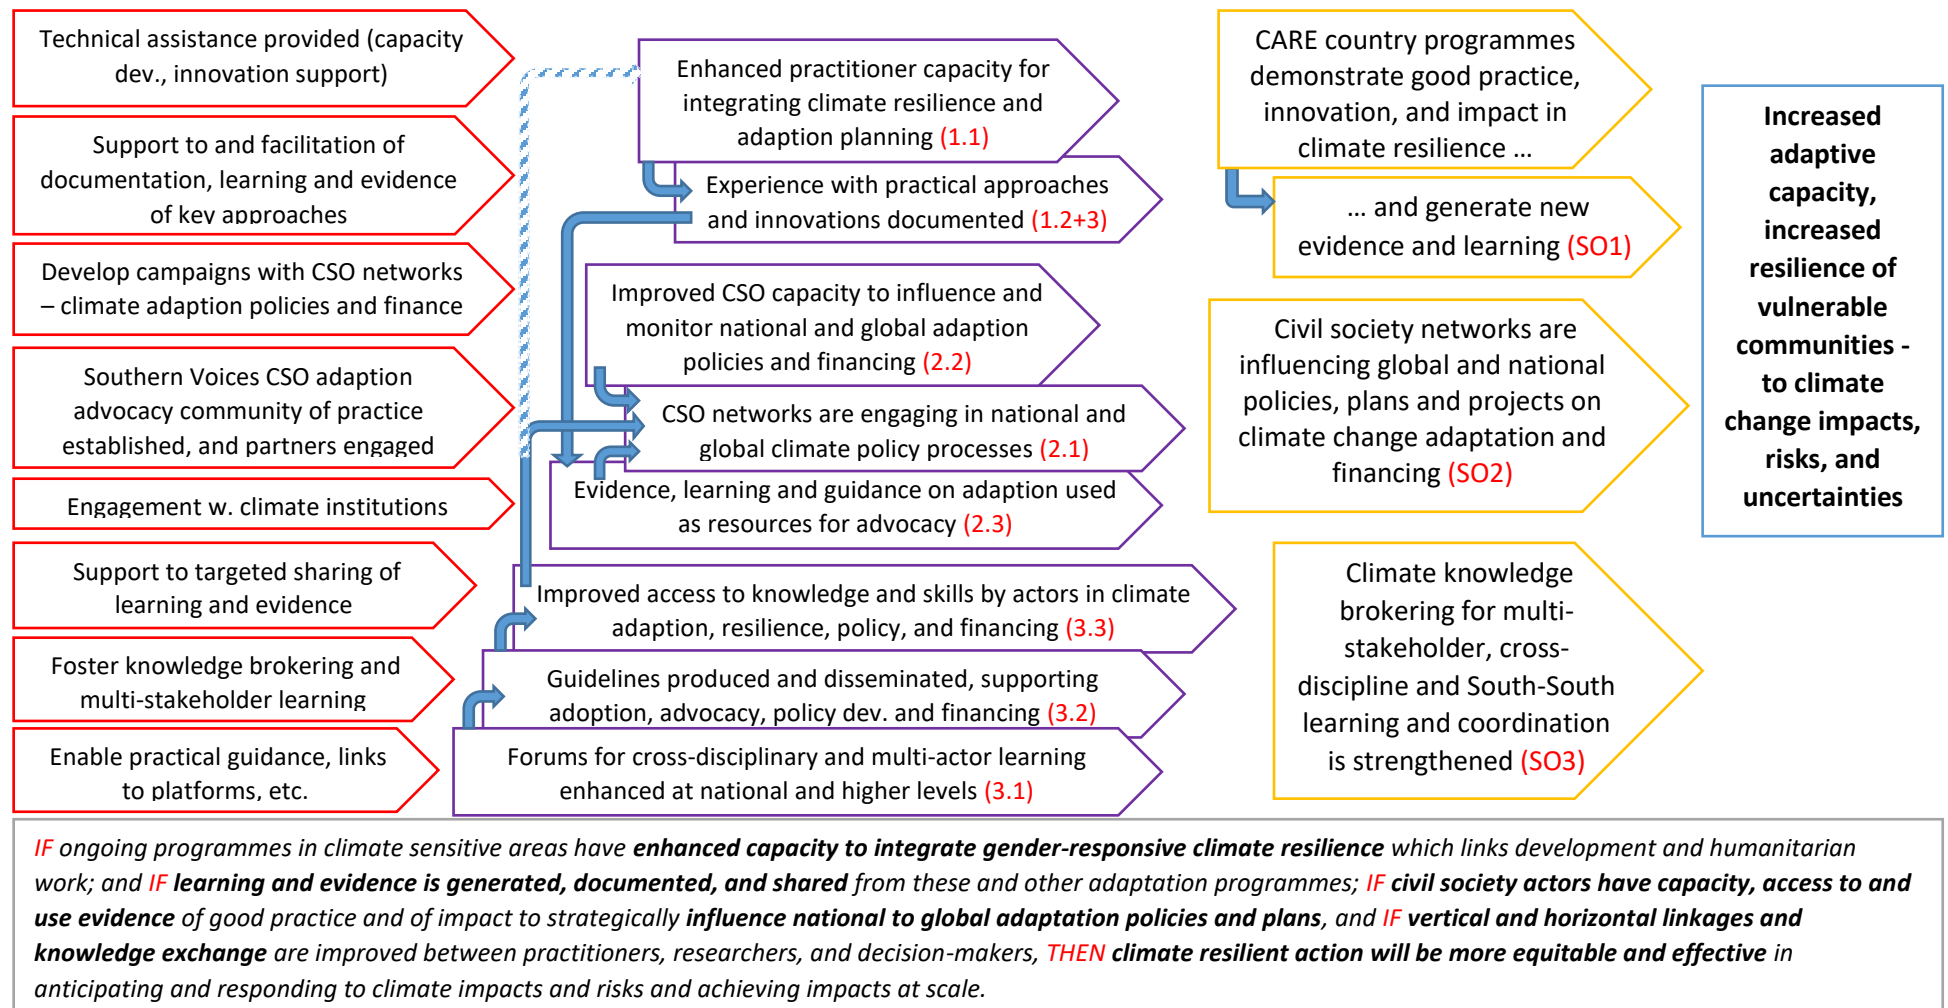 Technical assistance provided (capacity
dev., innovation support)
Support to and facilitation of
documentation, learning and evidence
of key approaches
Develop campaigns with CSO networks
– climate adaption policies and finance
Southern Voices CSO adaption
advocacy community of practice
established, and partners engaged
Engagement w. climate institutions
Support to targeted sharing of
learning and evidence
Foster knowledge brokering and
multi-stakeholder learning
Enable practical guidance, links
to platforms, etc.
Enhanced practitioner capacity for
integrating climate resilience and
adaption planning (1.1)
Experience with practical approaches
and innovations documented (1.2+3)
Improved CSO capacity to influence and
monitor national and global adaption
policies and financing (2.2)
CSO networks are engaging in national and
global climate policy processes (2.1)
Evidence, learning and guidance on adaption used
as resources for advocacy (2.3)
Improved access to knowledge and skills by actors in climate
adaption, resilience, policy, and financing (3.3)
Guidelines produced and disseminated, supporting
adoption, advocacy, policy dev. and financing (3.2)
Forums for cross-disciplinary and multi-actor learning
enhanced at national and higher levels (3.1)
CARE country programmes
demonstrate good practice,
innovation, and impact in
climate resilience ...
... and generate new
evidence and learning (SO1)
Civil society networks are
influencing global and national
policies, plans and projects on
climate change adaptation and
financing (SO2)
Climate knowledge
brokering for multi-
stakeholder, cross-
discipline and South-South
learning and coordination
is strengthened (SO3)
Increased
adaptive
capacity,
increased
resilience of
vulnerable
communities -
to climate
change impacts,
risks, and
uncertainties
IF ongoing programmes in climate sensitive areas have enhanced capacity to integrate gender-responsive climate resilience which links development and humanitarian
work; and IF learning and evidence is generated, documented, and shared from these and other adaptation programmes; IF civil society actors have capacity, access to and
use evidence of good practice and of impact to strategically influence national to global adaptation policies and plans, and IF vertical and horizontal linkages and
knowledge exchange are improved between practitioners, researchers, and decision-makers, THEN climate resilient action will be more equitable and effective in
anticipating and responding to climate impacts and risks and achieving impacts at scale.